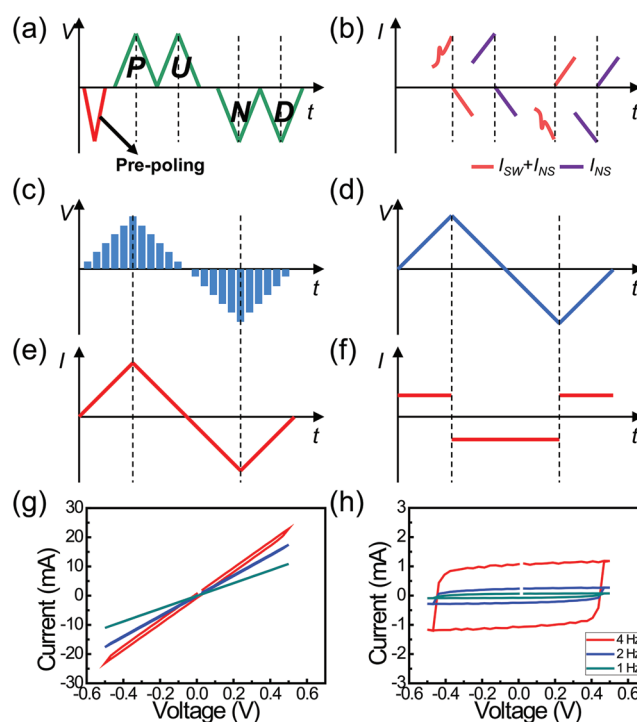 (a)
V
P
U
N
D
t
Pre-poling
(b)
I
t
I_SW+I_NS
I_NS
(c)
V
t
(d)
V
t
(e)
I
t
(f)
I
t
(g)
Current (mA)
30
20
10
0
-10
-20
-30
-0.6 -0.4 -0.2 0.0 0.2 0.4 0.6
Voltage (V)
(h)
Current (mA)
3
2
1
0
-1
-2
-3
4 Hz
2 Hz
1 Hz
-0.6 -0.4 -0.2 0.0 0.2 0.4 0.6
Voltage (V)